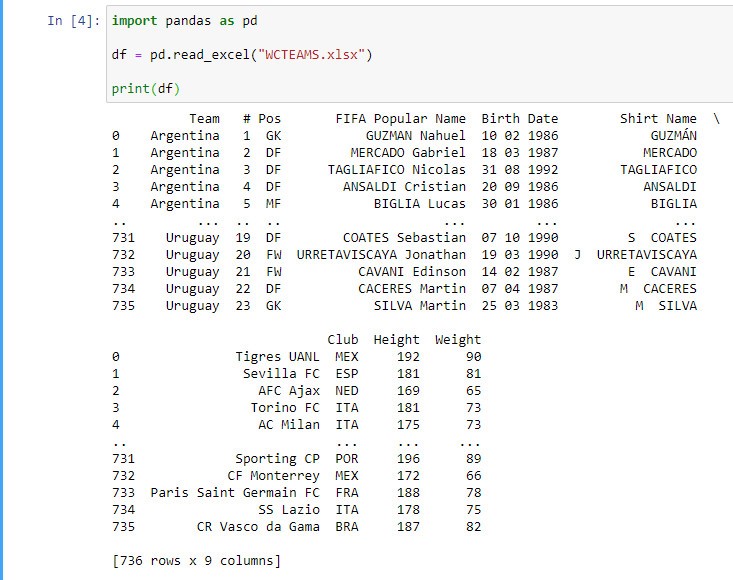 In [4]: import pandas as pd
df = pd.read_excel("WCTEAMS.xlsx")
print(df)
Team # Pos FIFA Popular Name Birth Date Shirt Name \
0 Argentina 1 GK GUZMAN Nahuel 10 02 1986 GUZMÁN
1 Argentina 2 DF MERCADO Gabriel 18 03 1987 MERCADO
2 Argentina 3 DF TAGLIAFICO Nicolas 31 08 1992 TAGLIAFICO
3 Argentina 4 DF ANSALDI Cristian 20 09 1986 ANSALDI
4 Argentina 5 MF BIGLIA Lucas 30 01 1986 BIGLIA
.. ... .. .. ... ... ...
731 Uruguay 19 DF COATES Sebastian 07 10 1990 S COATES
732 Uruguay 20 FW URRETAVISCAYA Jonathan 19 03 1990 J URRETAVISCAYA
733 Uruguay 21 FW CAVANI Edinson 14 02 1987 E CAVANI
734 Uruguay 22 DF CACERES Martin 07 04 1987 M CACERES
735 Uruguay 23 GK SILVA Martin 25 03 1983 M SILVA
Club Height Weight
0 Tigres UANL MEX 192 90
1 Sevilla FC ESP 181 81
2 AFC Ajax NED 169 65
3 Torino FC ITA 181 73
4 AC Milan ITA 175 73
.. ... ... ...
731 Sporting CP POR 196 89
732 CF Monterrey MEX 172 66
733 Paris Saint Germain FC FRA 188 78
734 SS Lazio ITA 178 75
735 CR Vasco da Gama BRA 187 82
[736 rows x 9 columns]